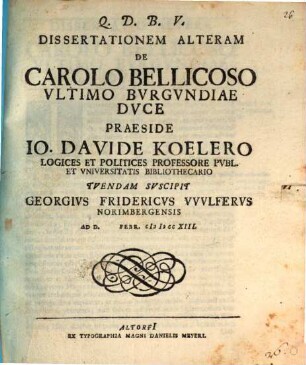 26
Q. D. B. V.
DISSERTATIONEM ALTERAM
DE
CAROLO BELLICOSO
VLTIMO BVRGVNDIAE
DVCE
PRAESIDE
IO. DAVIDE KOELERO
LOGICES ET POLITICES PROFESSORE PVBL.
ET VNIVERSITATIS BIBLIOTHECARIO
TVENDAM SVSCIPIT
GEORGIVS FRIDERICVS VVVLFERVS
NORIMBERGENSIS
AD D. FEBR. CIƆ IƆ CC XIII.
ALTORFI
EX TYPOGRAPHIA MAGNI DANIELIS MEYERI.